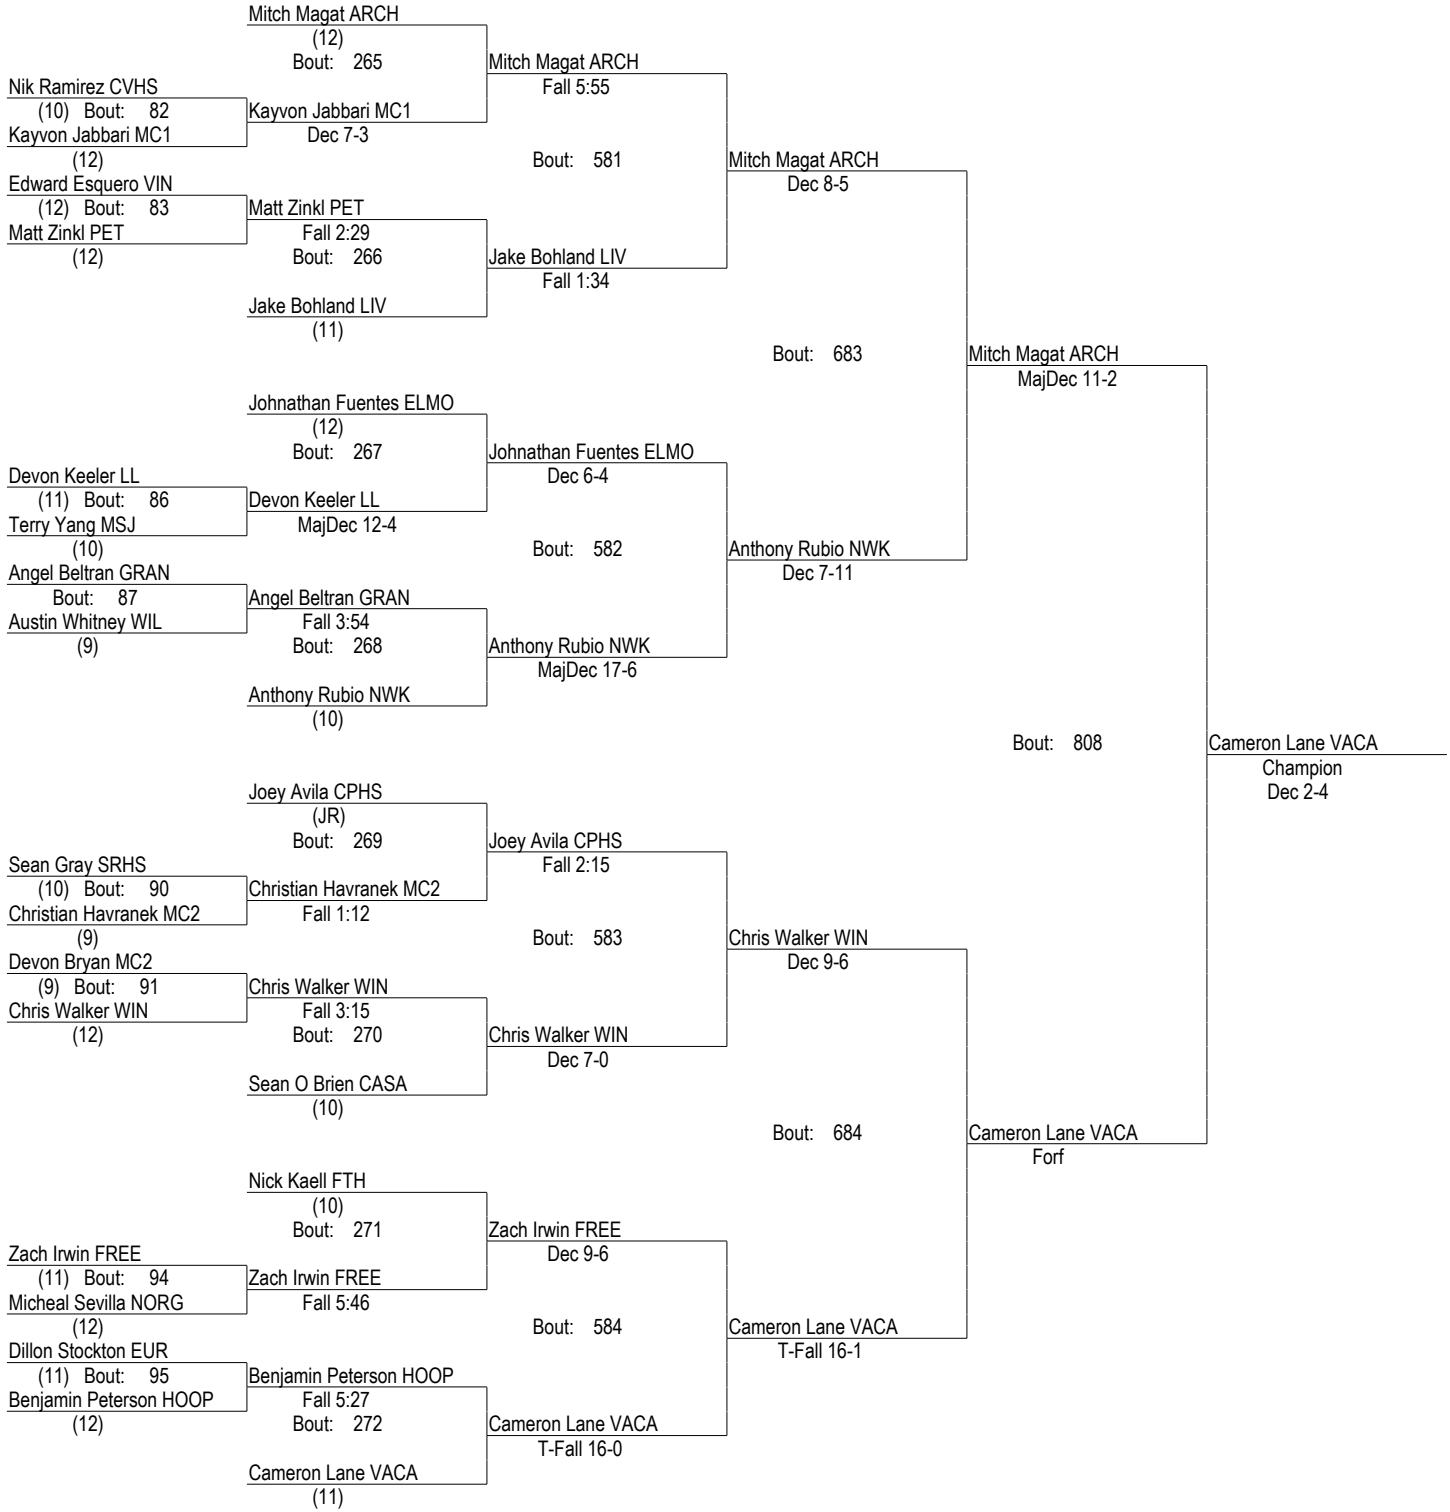 Mitch Magat ARCH
(12)
Bout: 265
Mitch Magat ARCH
Fall 5:55
Nik Ramirez CVHS
(10) Bout: 82
Kayvon Jabbari MC1
Kayvon Jabbari MC1
Dec 7-3
(12)
Bout: 581
Mitch Magat ARCH
Dec 8-5
Edward Esquero VIN
(12) Bout: 83
Matt Zinkl PET
Matt Zinkl PET
Fall 2:29
(12)
Bout: 266
Jake Bohland LIV
Fall 1:34
Jake Bohland LIV
(11)
Bout: 683
Mitch Magat ARCH
MajDec 11-2
Johnathan Fuentes ELMO
(12)
Bout: 267
Johnathan Fuentes ELMO
Dec 6-4
Devon Keeler LL
(11) Bout: 86
Devon Keeler LL
Terry Yang MSJ
MajDec 12-4
(10)
Bout: 582
Anthony Rubio NWK
Dec 7-11
Angel Beltran GRAN
Bout: 87
Angel Beltran GRAN
Austin Whitney WIL
Fall 3:54
(9)
Bout: 268
Anthony Rubio NWK
MajDec 17-6
Anthony Rubio NWK
(10)
Bout: 808
Cameron Lane VACA
Champion
Dec 2-4
Joey Avila CPHS
(JR)
Bout: 269
Joey Avila CPHS
Fall 2:15
Sean Gray SRHS
(10) Bout: 90
Christian Havranek MC2
Christian Havranek MC2
Fall 1:12
(9)
Bout: 583
Chris Walker WIN
Dec 9-6
Devon Bryan MC2
(9) Bout: 91
Chris Walker WIN
Chris Walker WIN
Fall 3:15
(12)
Bout: 270
Chris Walker WIN
Dec 7-0
Sean O Brien CASA
(10)
Bout: 684
Cameron Lane VACA
Forf
Nick Kaell FTH
(10)
Bout: 271
Zach Irwin FREE
Dec 9-6
Zach Irwin FREE
(11) Bout: 94
Zach Irwin FREE
Micheal Sevilla NORG
Fall 5:46
(12)
Bout: 584
Cameron Lane VACA
T-Fall 16-1
Dillon Stockton EUR
(11) Bout: 95
Benjamin Peterson HOOP
Benjamin Peterson HOOP
Fall 5:27
(12)
Bout: 272
Cameron Lane VACA
T-Fall 16-0
Cameron Lane VACA
(11)